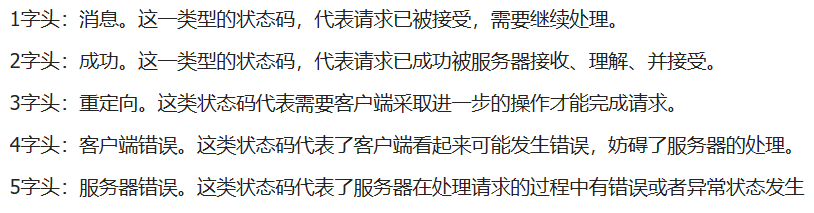 1字头：消息。这一类型的状态码，代表请求已被接受，需要继续处理。
2字头：成功。这一类型的状态码，代表请求已成功被服务器接收、理解、并接受。
3字头：重定向。这类状态码代表需要客户端采取进一步的操作才能完成请求。
4字头：客户端错误。这类状态码代表了客户端看起来可能发生错误，妨碍了服务器的处理。
5字头：服务器错误。这类状态码代表了服务器在处理请求的过程中有错误或者异常状态发生